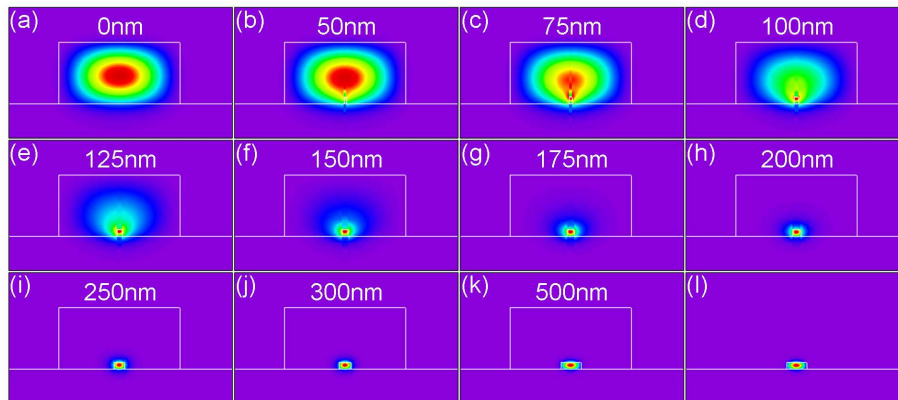 (a) 0nm
(b) 50nm
(c) 75nm
(d) 100nm
(e) 125nm
(f) 150nm
(g) 175nm
(h) 200nm
(i) 250nm
(j) 300nm
(k) 500nm
(l)